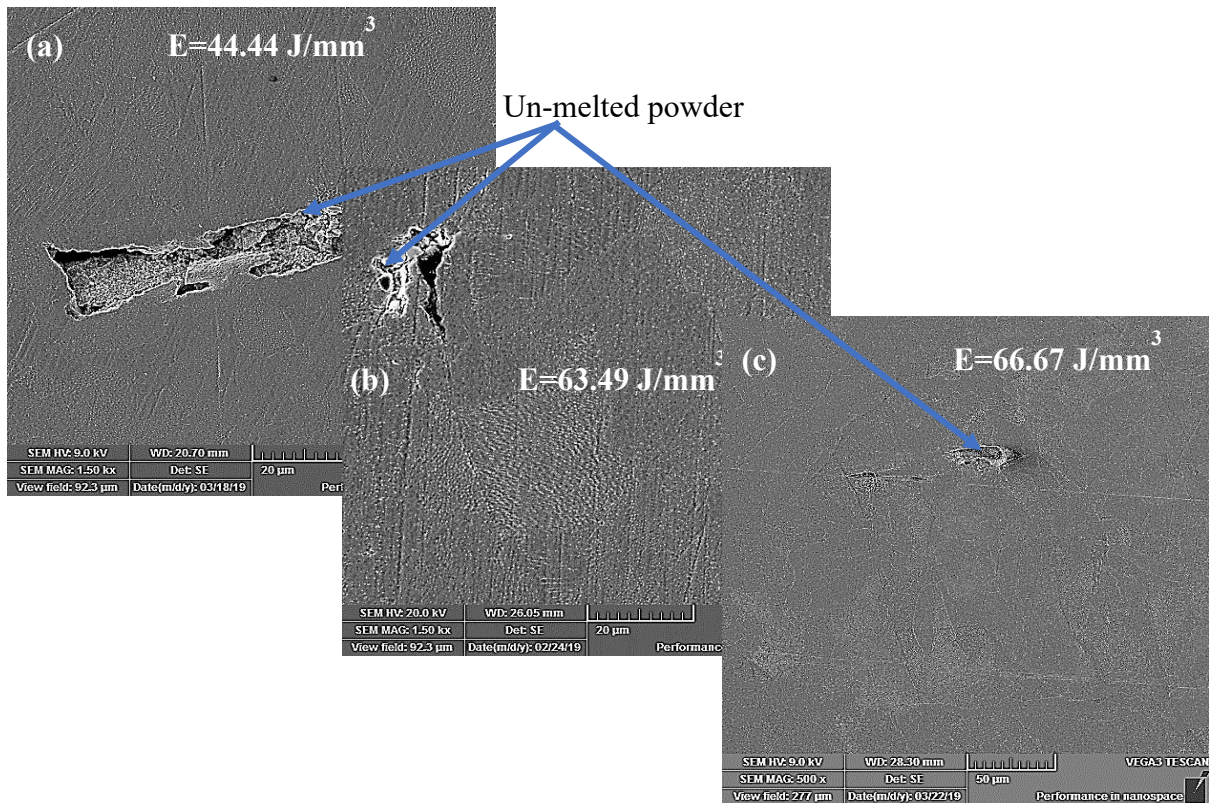 (a) E=44.44 J/mm³
Un-melted powder
SEM HV: 9.0 kV WD: 20.70 mm
SEM MAG: 1.50 kx Det: SE 20 µm
View field: 92.3 µm Date(m/d/y): 03/18/19 Per
(b) E=63.49 J/mm³
SEM HV: 20.0 kV WD: 26.05 mm
SEM MAG: 1.50 kx Det: SE 20 µm
View field: 92.3 µm Date(m/d/y): 02/24/19 Performance
(c) E=66.67 J/mm³
SEM HV: 9.0 kV WD: 28.30 mm VEGA3 TESCAN
SEM MAG: 500 x Det: SE 50 µm
View field: 277 µm Date(m/d/y): 03/22/19 Performance in nanospace